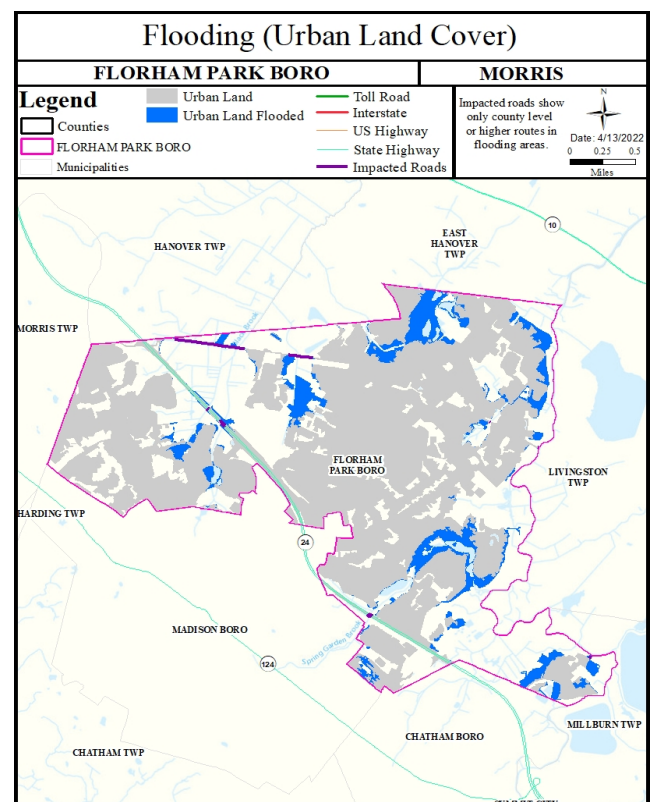 Flooding (Urban Land Cover)
FLORHAM PARK BORO
MORRIS
Legend
Counties
FLORHAM PARK BORO
Municipalities
Urban Land
Urban Land Flooded
Toll Road
Interstate
US Highway
State Highway
Impacted Roads
Impacted roads show
only county level
or higher routes in
flooding areas.
N
Date: 4/13/2022
0 0.25 0.5
Miles
10
HANOVER TWP
EAST
HANOVER
TWP
MORRIS TWP
Brook
FLORHAM
PARK BORO
LIVINGSTON
TWP
HARDING TWP
24
MADISON BORO
Spring Garden Brook
124
MILLBURN TWP
CHATHAM BORO
CHATHAM TWP